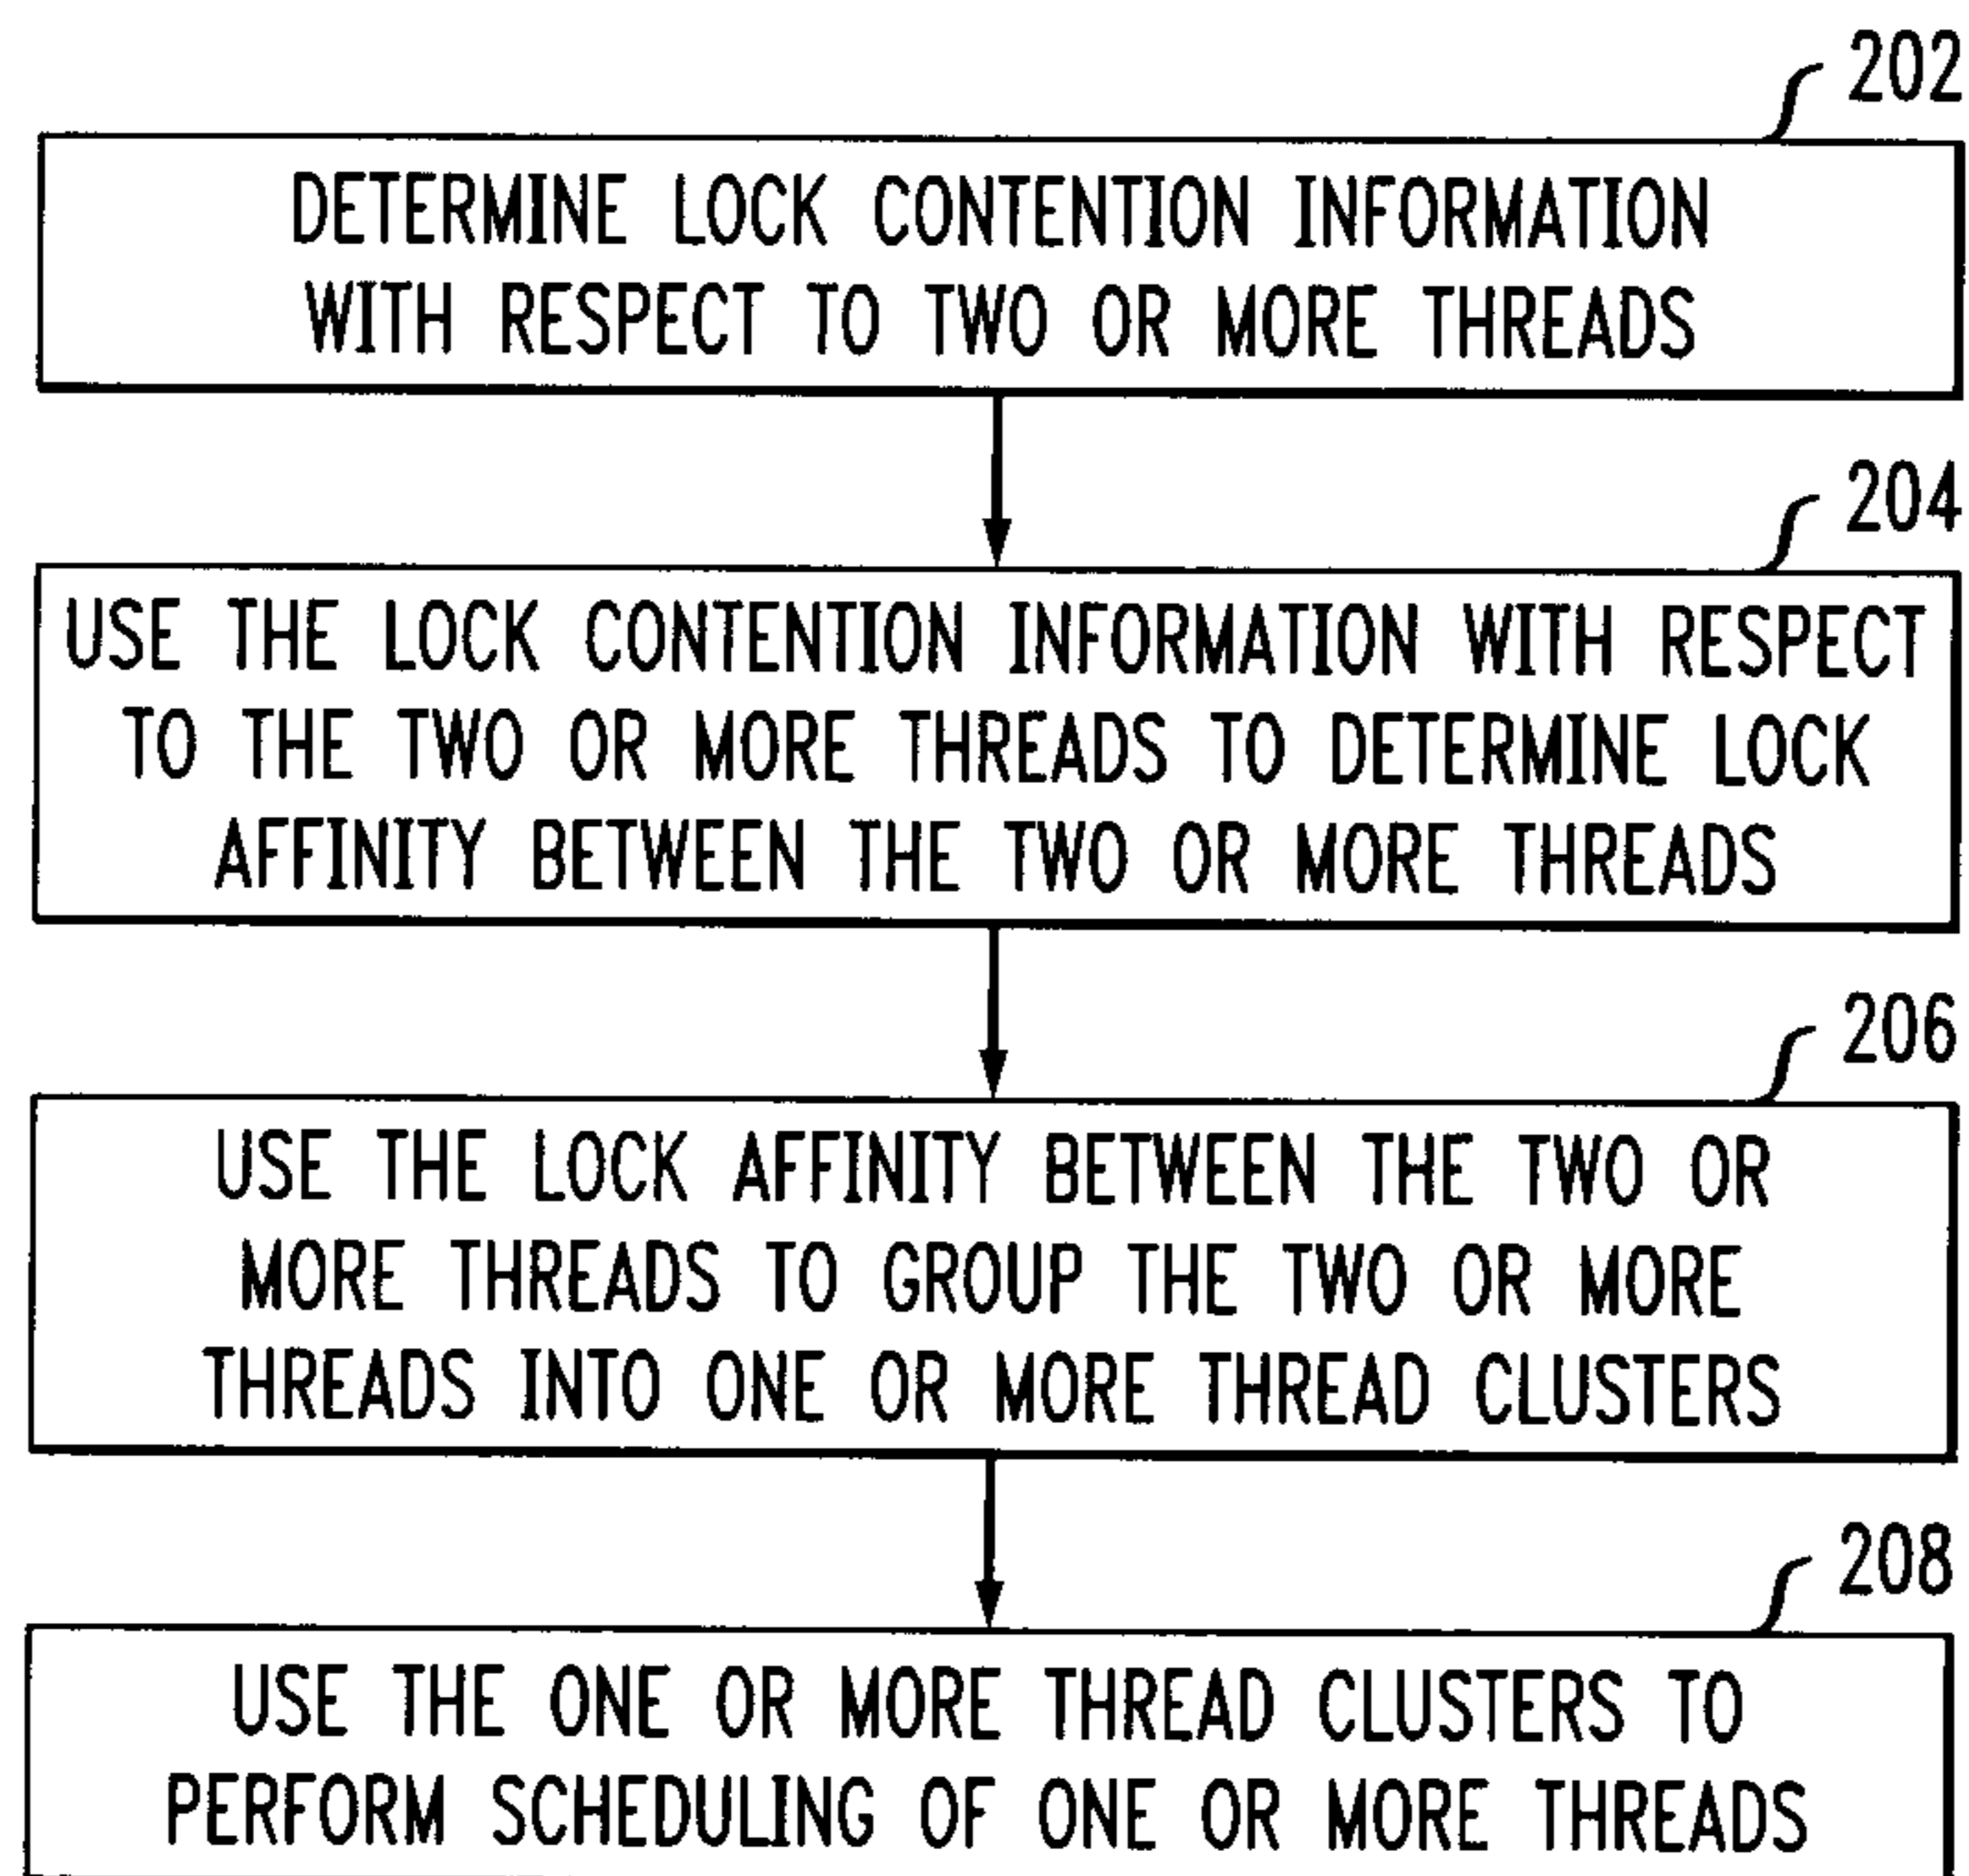 202
DETERMINE LOCK CONTENTION INFORMATION
WITH RESPECT TO TWO OR MORE THREADS
204
USE THE LOCK CONTENTION INFORMATION WITH RESPECT
TO THE TWO OR MORE THREADS TO DETERMINE LOCK
AFFINITY BETWEEN THE TWO OR MORE THREADS
206
USE THE LOCK AFFINITY BETWEEN THE TWO OR
MORE THREADS TO GROUP THE TWO OR MORE
THREADS INTO ONE OR MORE THREAD CLUSTERS
208
USE THE ONE OR MORE THREAD CLUSTERS TO
PERFORM SCHEDULING OF ONE OR MORE THREADS